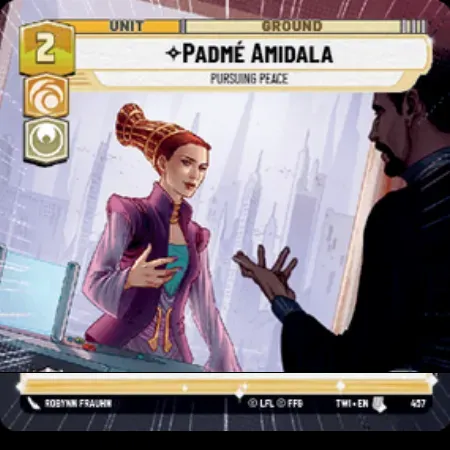 UNIT
GROUND
2
PADMÉ AMIDALA
PURSUING PEACE
ROBYNN FRAUHN
LFL FFG
TWI • EN
457